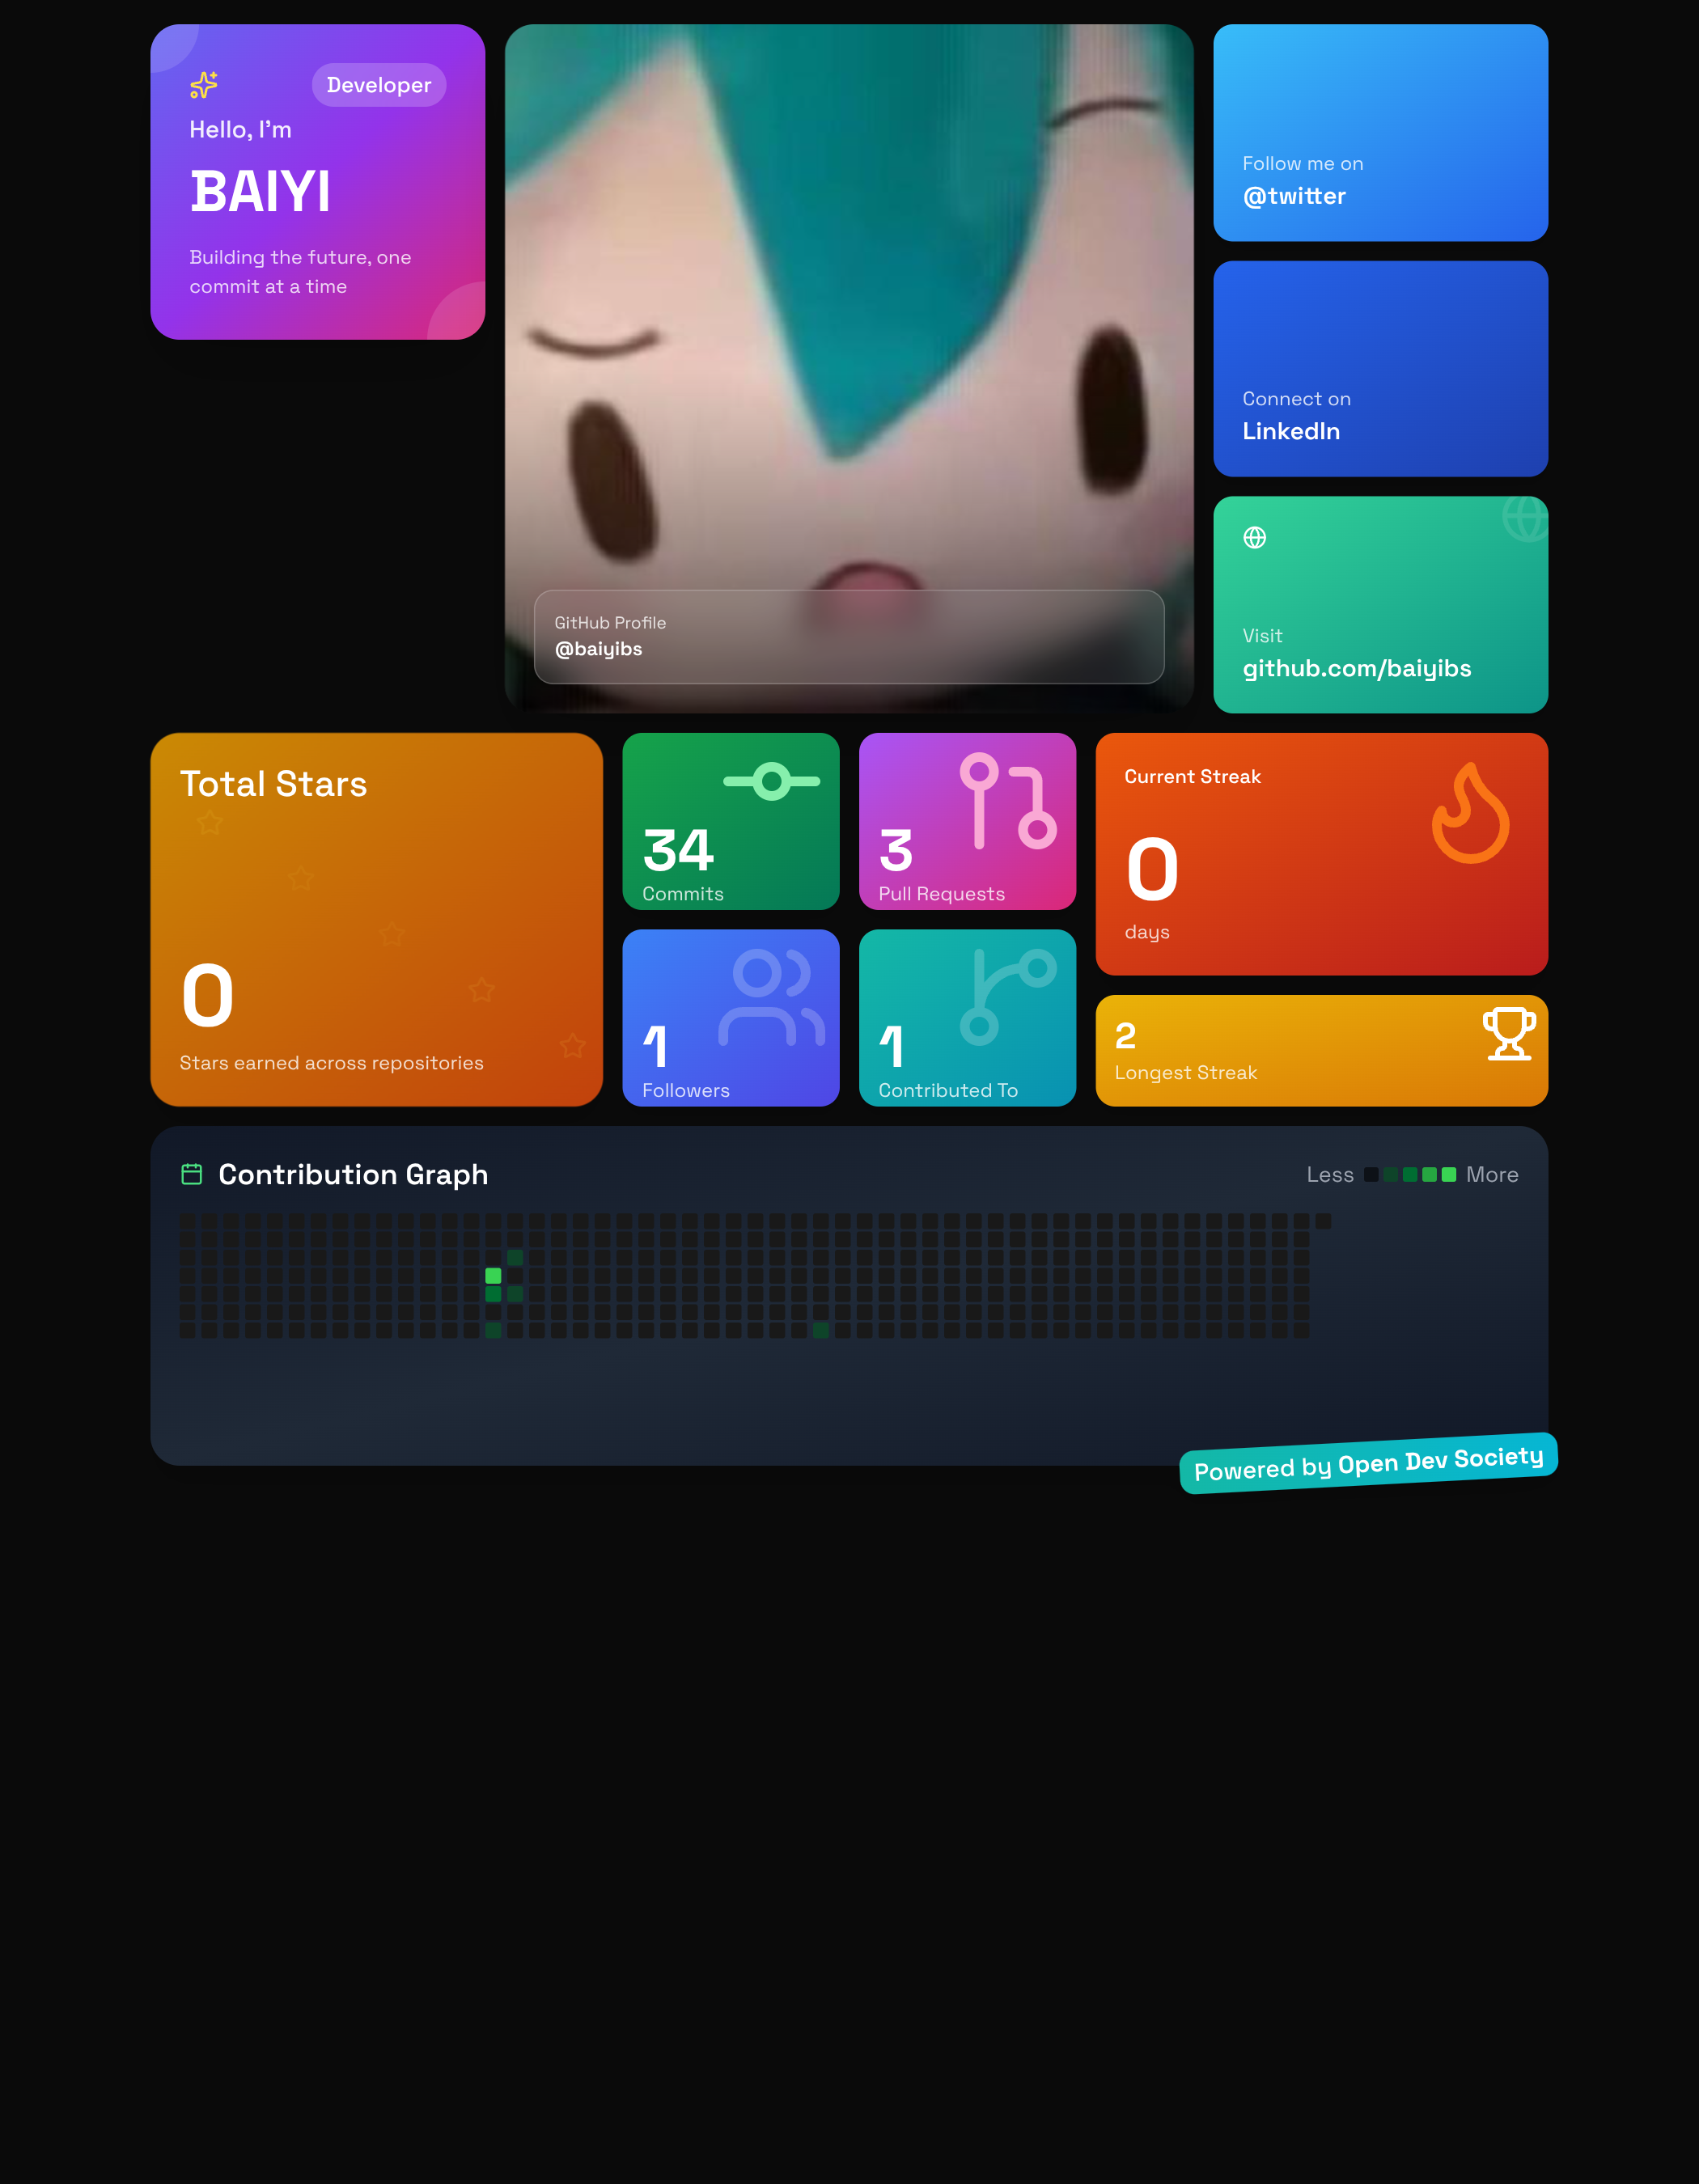 Developer
Hello, I'm
BAIYI
Building the future, one
commit at a time
GitHub Profile
@baiyibs
Follow me on
@twitter
Connect on
LinkedIn
Visit
github.com/baiyibs
Total Stars
0
Stars earned across repositories
34
Commits
3
Pull Requests
1
Followers
1
Contributed To
Current Streak
0
days
2
Longest Streak
Contribution Graph
Less
More
Powered by Open Dev Society